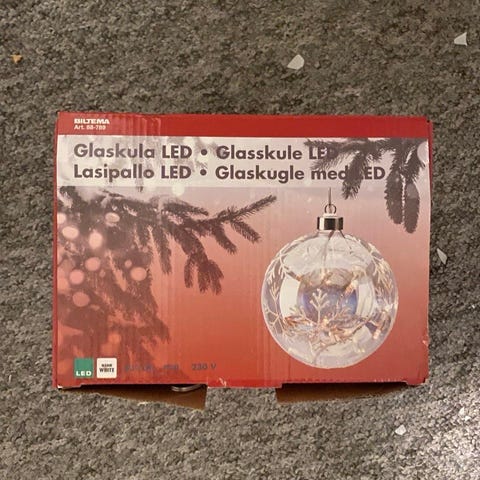 BILTEMA
Art. 88-789
Glaskula LED • Glasskule LED
Lasipallo LED • Glaskugle med LED
LED
WARM
WHITE
230 V